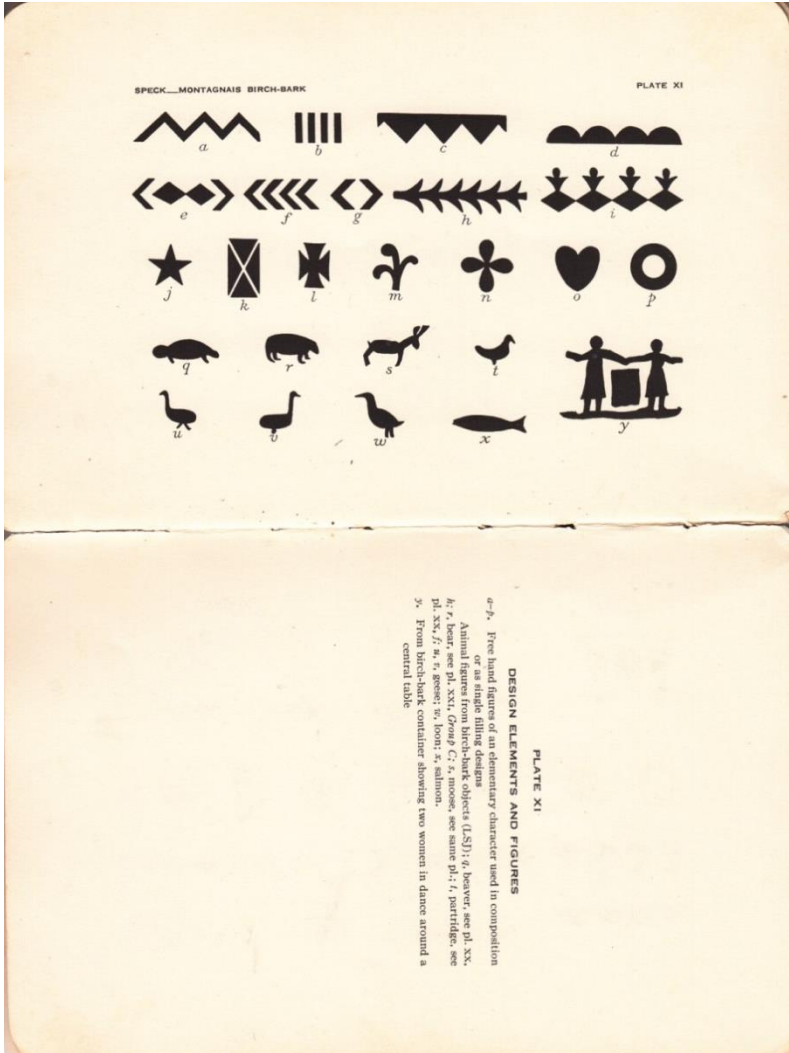 SPECK__MONTAGNAIS BIRCH-BARK PLATE XI
a b c d
e f g h i
j k l m n o p
q r s t
u v w x y
PLATE XI
DESIGN ELEMENTS AND FIGURES
a–p. Free hand figures of an elementary character used in composition
or as single filling designs
Animal figures from birch-bark objects (LSJ); q, beaver, see pl. XX,
h; r, bear, see pl. XXI, Group C; s, moose, see same pl.; t, partridge, see
pl. XX, f; u, v, geese; w, loon; x, salmon.
y. From birch-bark container showing two women in dance around a
central table